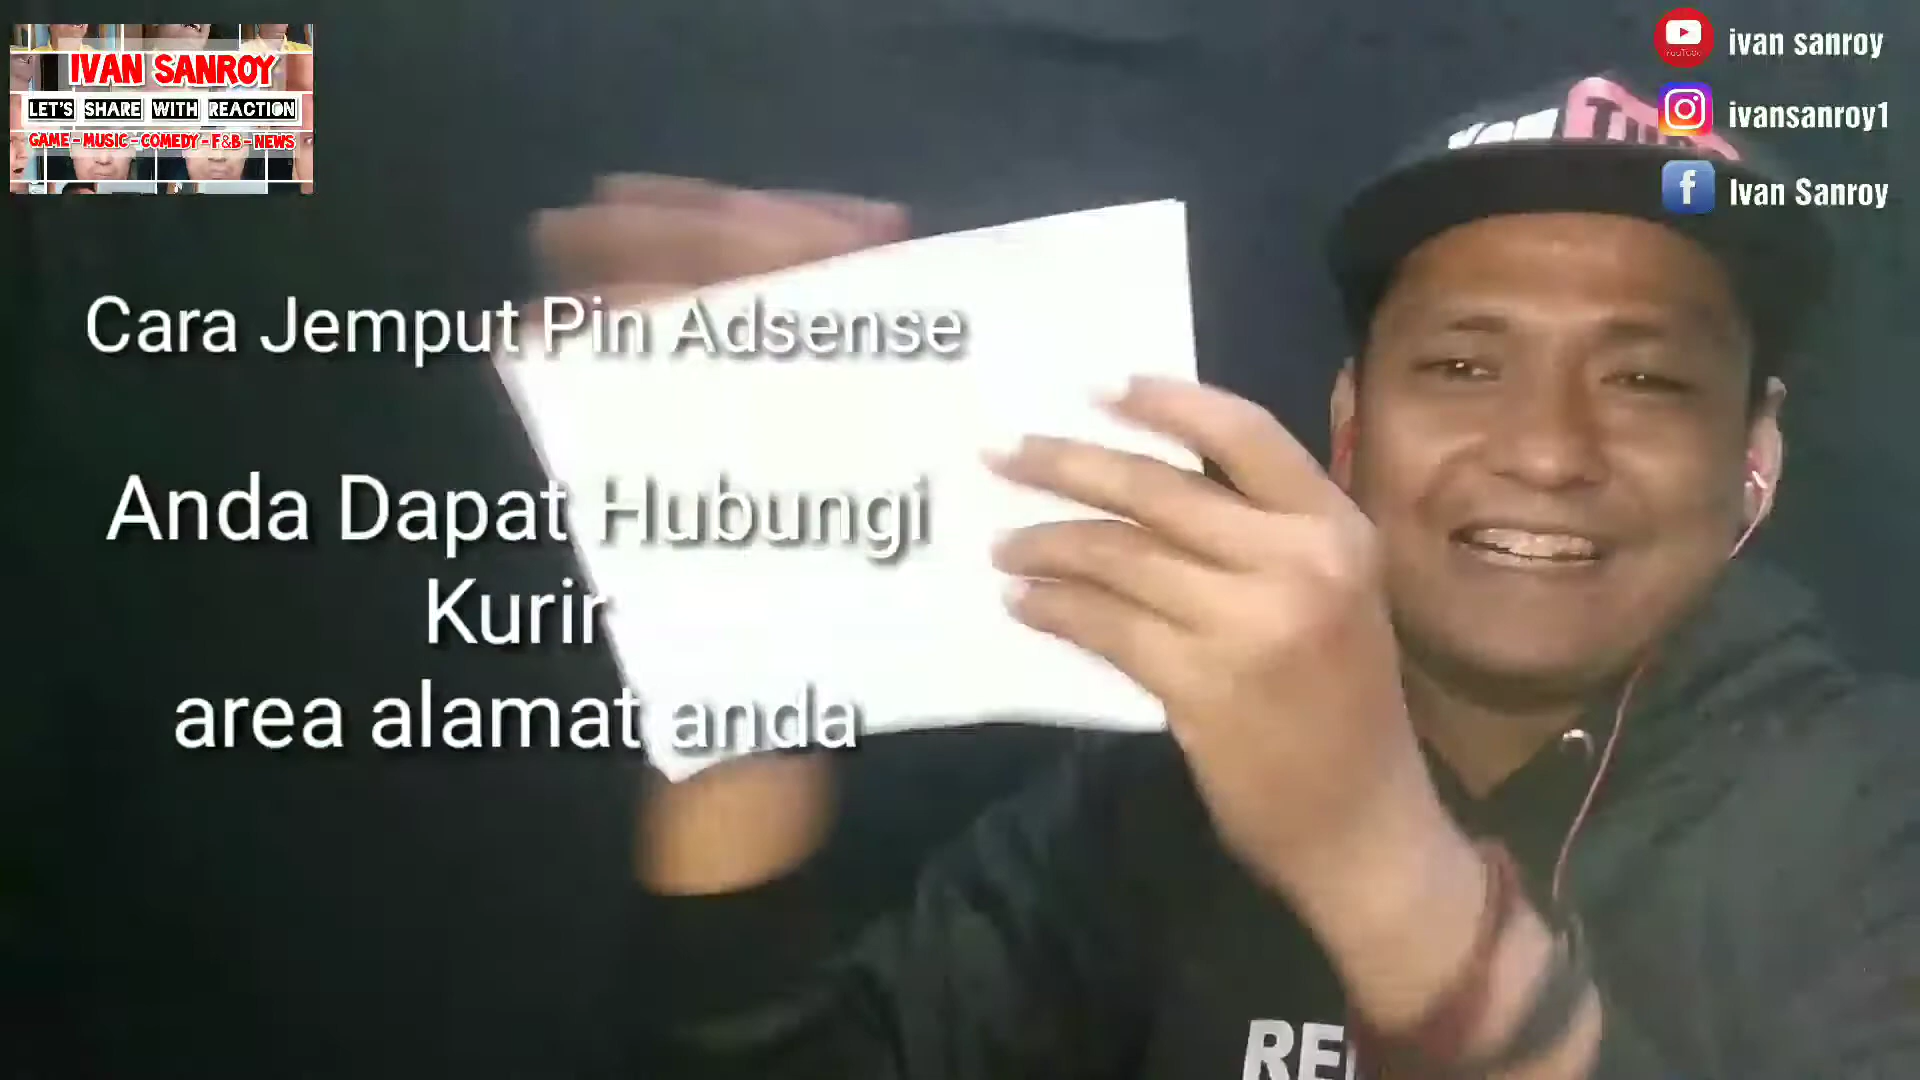 IVAN SANROY
LET'S SHARE WITH REACTION
GAME - MUSIC - COMEDY - F&B - NEWS
YouTube
ivan sanroy
ivansanroy1
f
Ivan Sanroy
Cara Jemput Pin Adsense
Anda Dapat Hubungi
Kurir
area alamat anda
RE